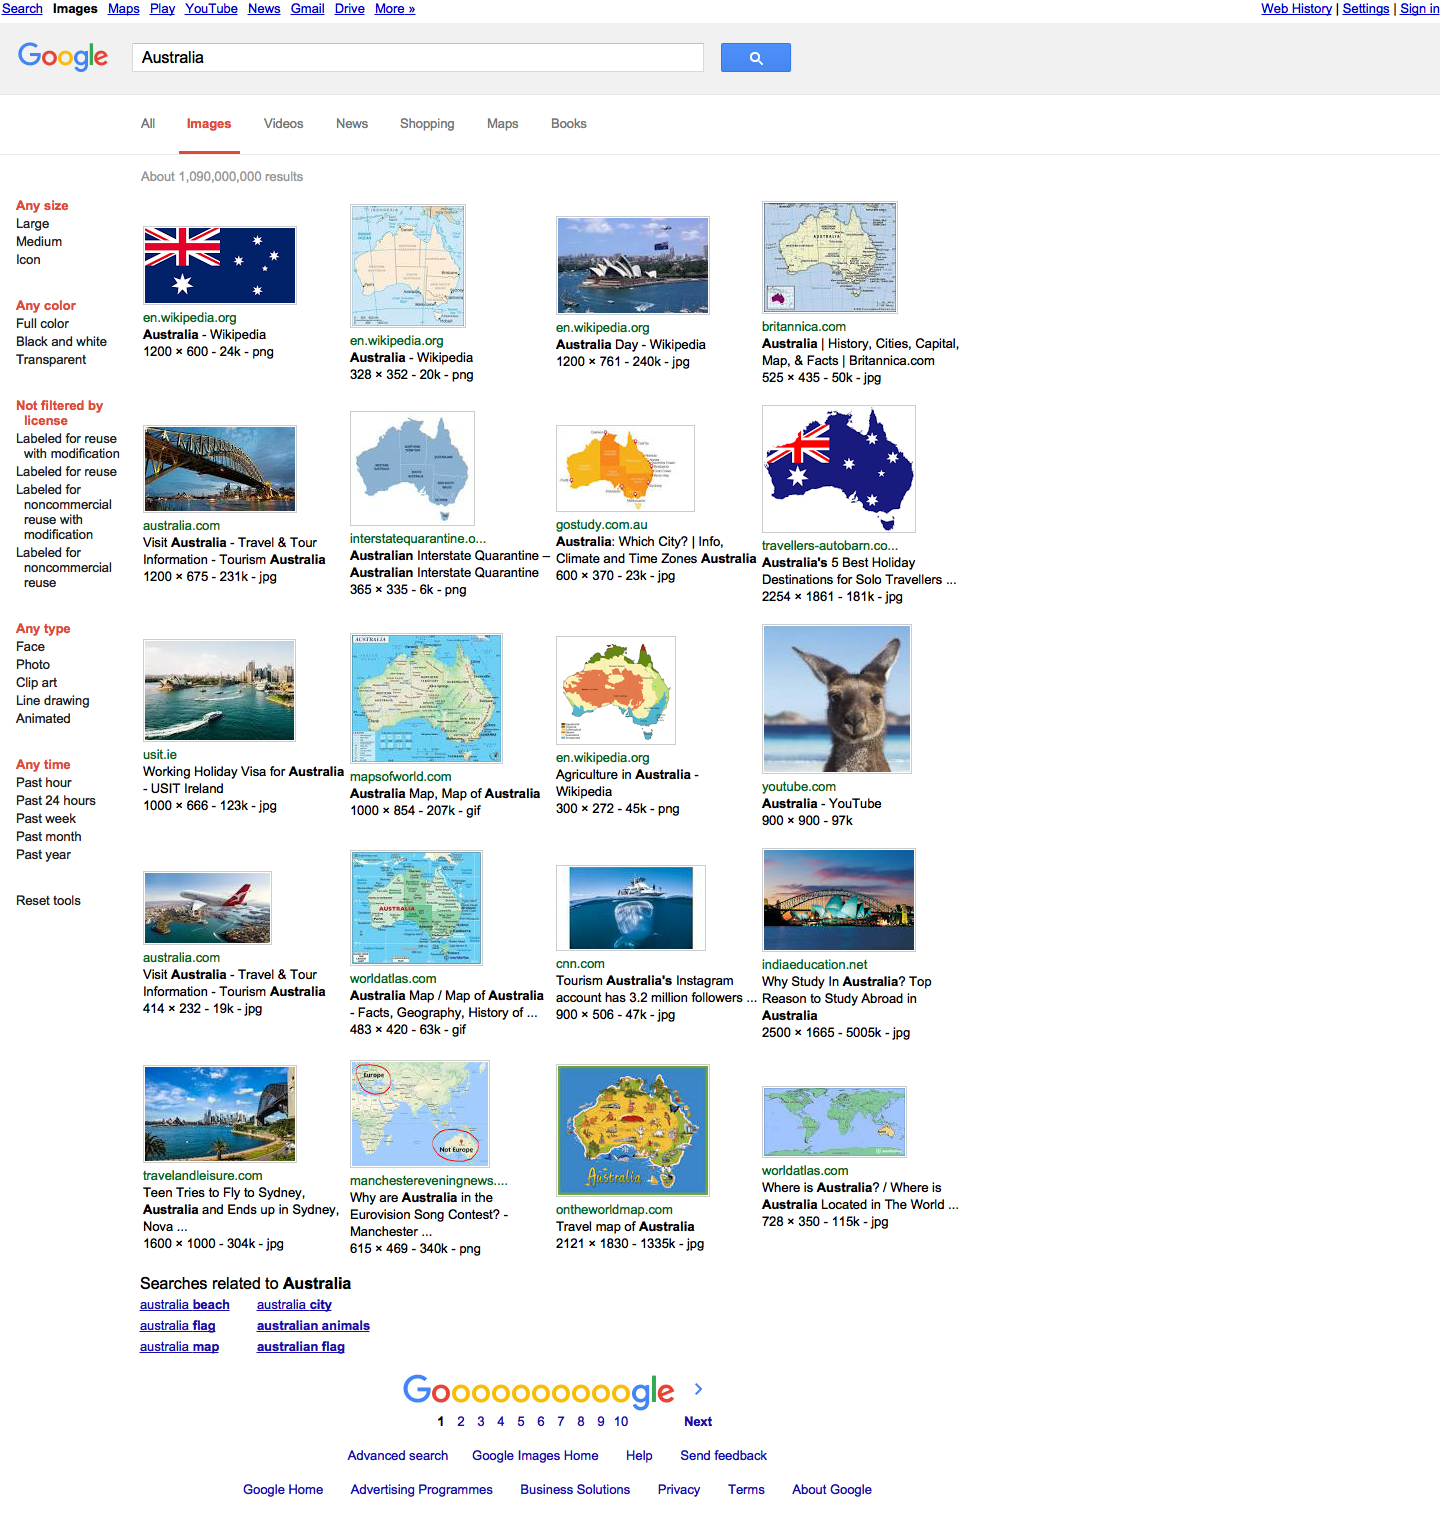 Search Images Maps Play YouTube News Gmail Drive More »
Web History | Settings | Sign in
Google
Australia
All Images Videos News Shopping Maps Books
About 1,090,000,000 results
Any size
Large
Medium
Icon
Any color
Full color
Black and white
Transparent
Not filtered by
license
Labeled for reuse
with modification
Labeled for reuse
Labeled for
noncommercial
reuse with
modification
Labeled for
noncommercial
reuse
Any type
Face
Photo
Clip art
Line drawing
Animated
Any time
Past hour
Past 24 hours
Past week
Past month
Past year
Reset tools
en.wikipedia.org
Australia - Wikipedia
1200 × 600 - 24k - png
en.wikipedia.org
Australia - Wikipedia
328 × 352 - 20k - png
en.wikipedia.org
Australia Day - Wikipedia
1200 × 761 - 240k - jpg
britannica.com
Australia | History, Cities, Capital,
Map, & Facts | Britannica.com
525 × 435 - 50k - jpg
australia.com
Visit Australia - Travel & Tour
Information - Tourism Australia
1200 × 675 - 231k - jpg
interstatequarantine.o...
Australian Interstate Quarantine –
Australian Interstate Quarantine
365 × 335 - 6k - png
gostudy.com.au
Australia: Which City? | Info,
Climate and Time Zones Australia
600 × 370 - 23k - jpg
travellers-autobarn.co...
Australia's 5 Best Holiday
Destinations for Solo Travellers ...
2254 × 1861 - 181k - jpg
usit.ie
Working Holiday Visa for Australia
- USIT Ireland
1000 × 666 - 123k - jpg
AUSTRALIA
mapsofworld.com
Australia Map, Map of Australia
1000 × 854 - 207k - gif
en.wikipedia.org
Agriculture in Australia -
Wikipedia
300 × 272 - 45k - png
youtube.com
Australia - YouTube
900 × 900 - 97k
australia.com
Visit Australia - Travel & Tour
Information - Tourism Australia
414 × 232 - 19k - jpg
AUSTRALIA
worldatlas.com
Australia Map / Map of Australia
- Facts, Geography, History of ...
483 × 420 - 63k - gif
cnn.com
Tourism Australia's Instagram
account has 3.2 million followers ...
900 × 506 - 47k - jpg
indiaeducation.net
Why Study In Australia? Top
Reason to Study Abroad in
Australia
2500 × 1665 - 5005k - jpg
travelandleisure.com
Teen Tries to Fly to Sydney,
Australia and Ends up in Sydney,
Nova ...
1600 × 1000 - 304k - jpg
Europe
Not Europe
manchestereveningnews....
Why are Australia in the
Eurovision Song Contest? -
Manchester ...
615 × 469 - 340k - png
Australia
ontheworldmap.com
Travel map of Australia
2121 × 1830 - 1335k - jpg
worldatlas.com
Where is Australia? / Where is
Australia Located in The World ...
728 × 350 - 115k - jpg
Searches related to Australia
australia beach australia city
australia flag australian animals
australia map australian flag
Goooooooooogle >
1 2 3 4 5 6 7 8 9 10 Next
Advanced search Google Images Home Help Send feedback
Google Home Advertising Programmes Business Solutions Privacy Terms About Google